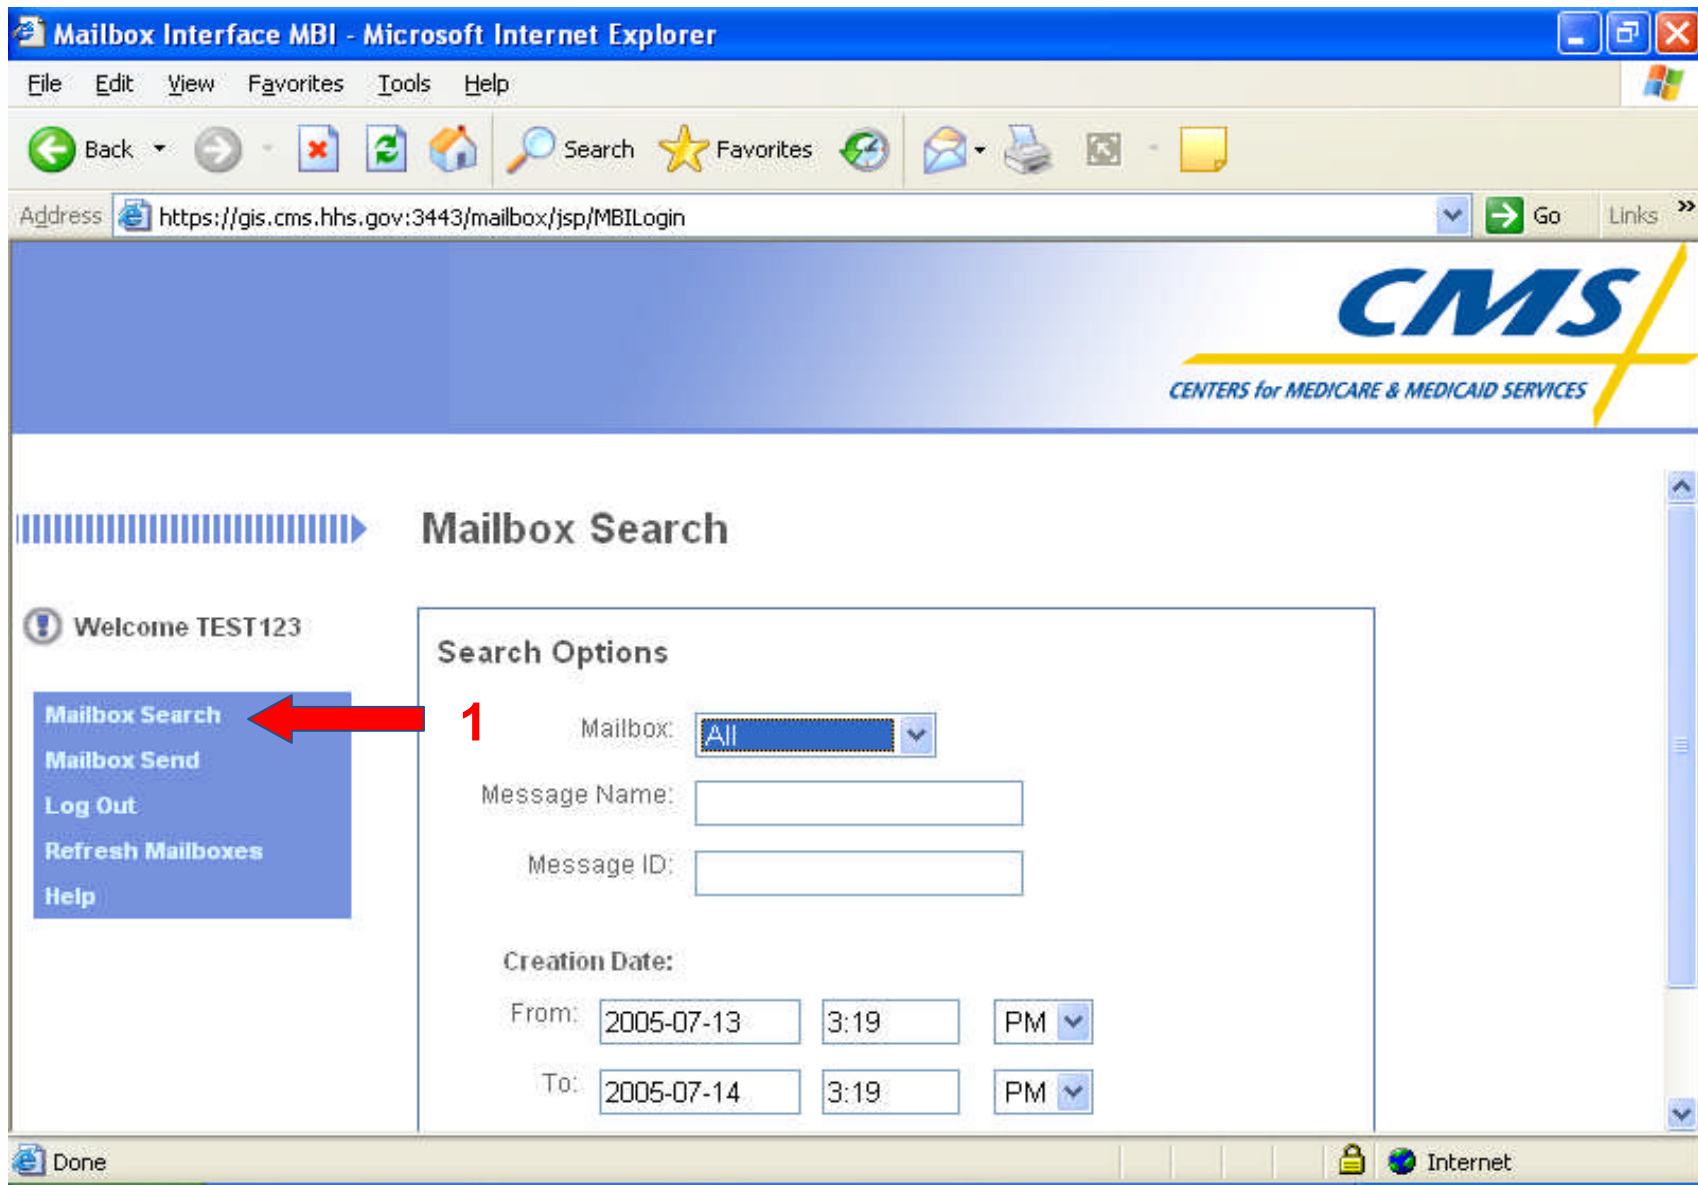 Mailbox Interface MBI - Microsoft Internet Explorer
File Edit View Favorites Tools Help
Back Search Favorites
Address https://gis.cms.hhs.gov:3443/mailbox/jsp/MBILogin Go Links »
CMS
CENTERS for MEDICARE & MEDICAID SERVICES
Mailbox Search
Welcome TEST123
Mailbox Search
Mailbox Send
Log Out
Refresh Mailboxes
Help
1
Search Options
Mailbox: All
Message Name:
Message ID:
Creation Date:
From: 2005-07-13 3:19 PM
To: 2005-07-14 3:19 PM
Done Internet